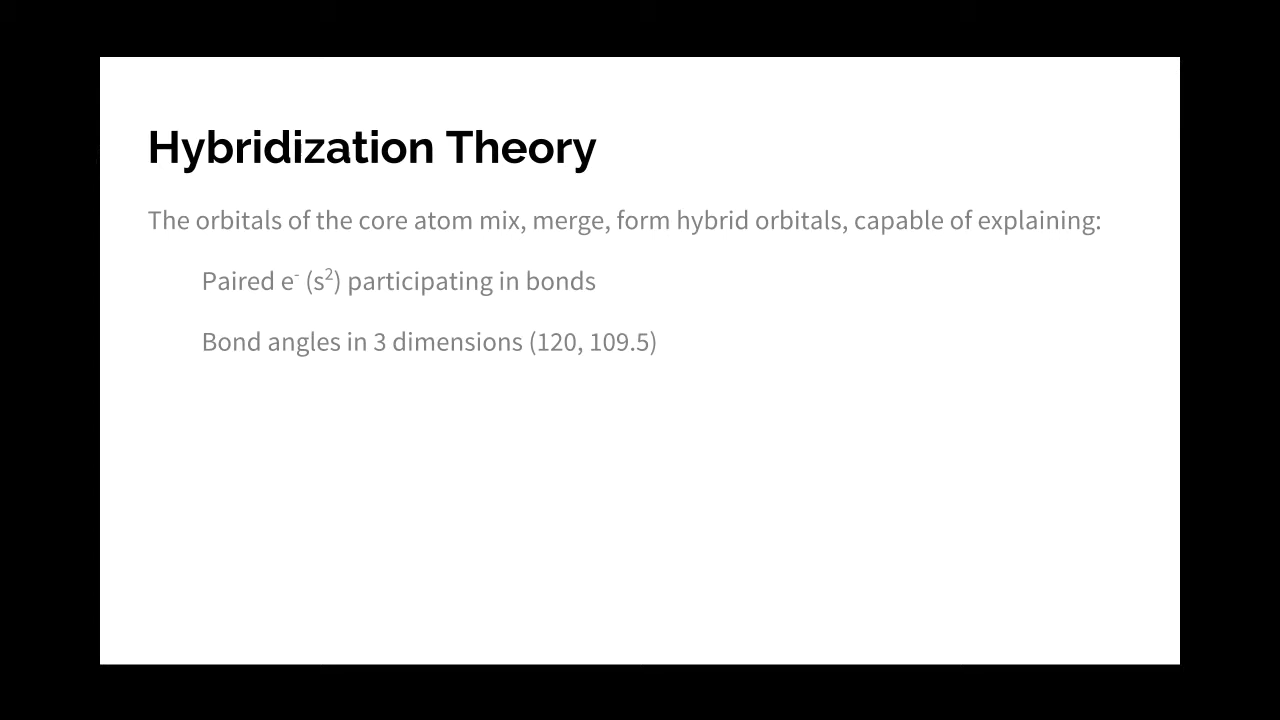 Hybridization Theory
The orbitals of the core atom mix, merge, form hybrid orbitals, capable of explaining:
Paired e⁻ (s²) participating in bonds
Bond angles in 3 dimensions (120, 109.5)